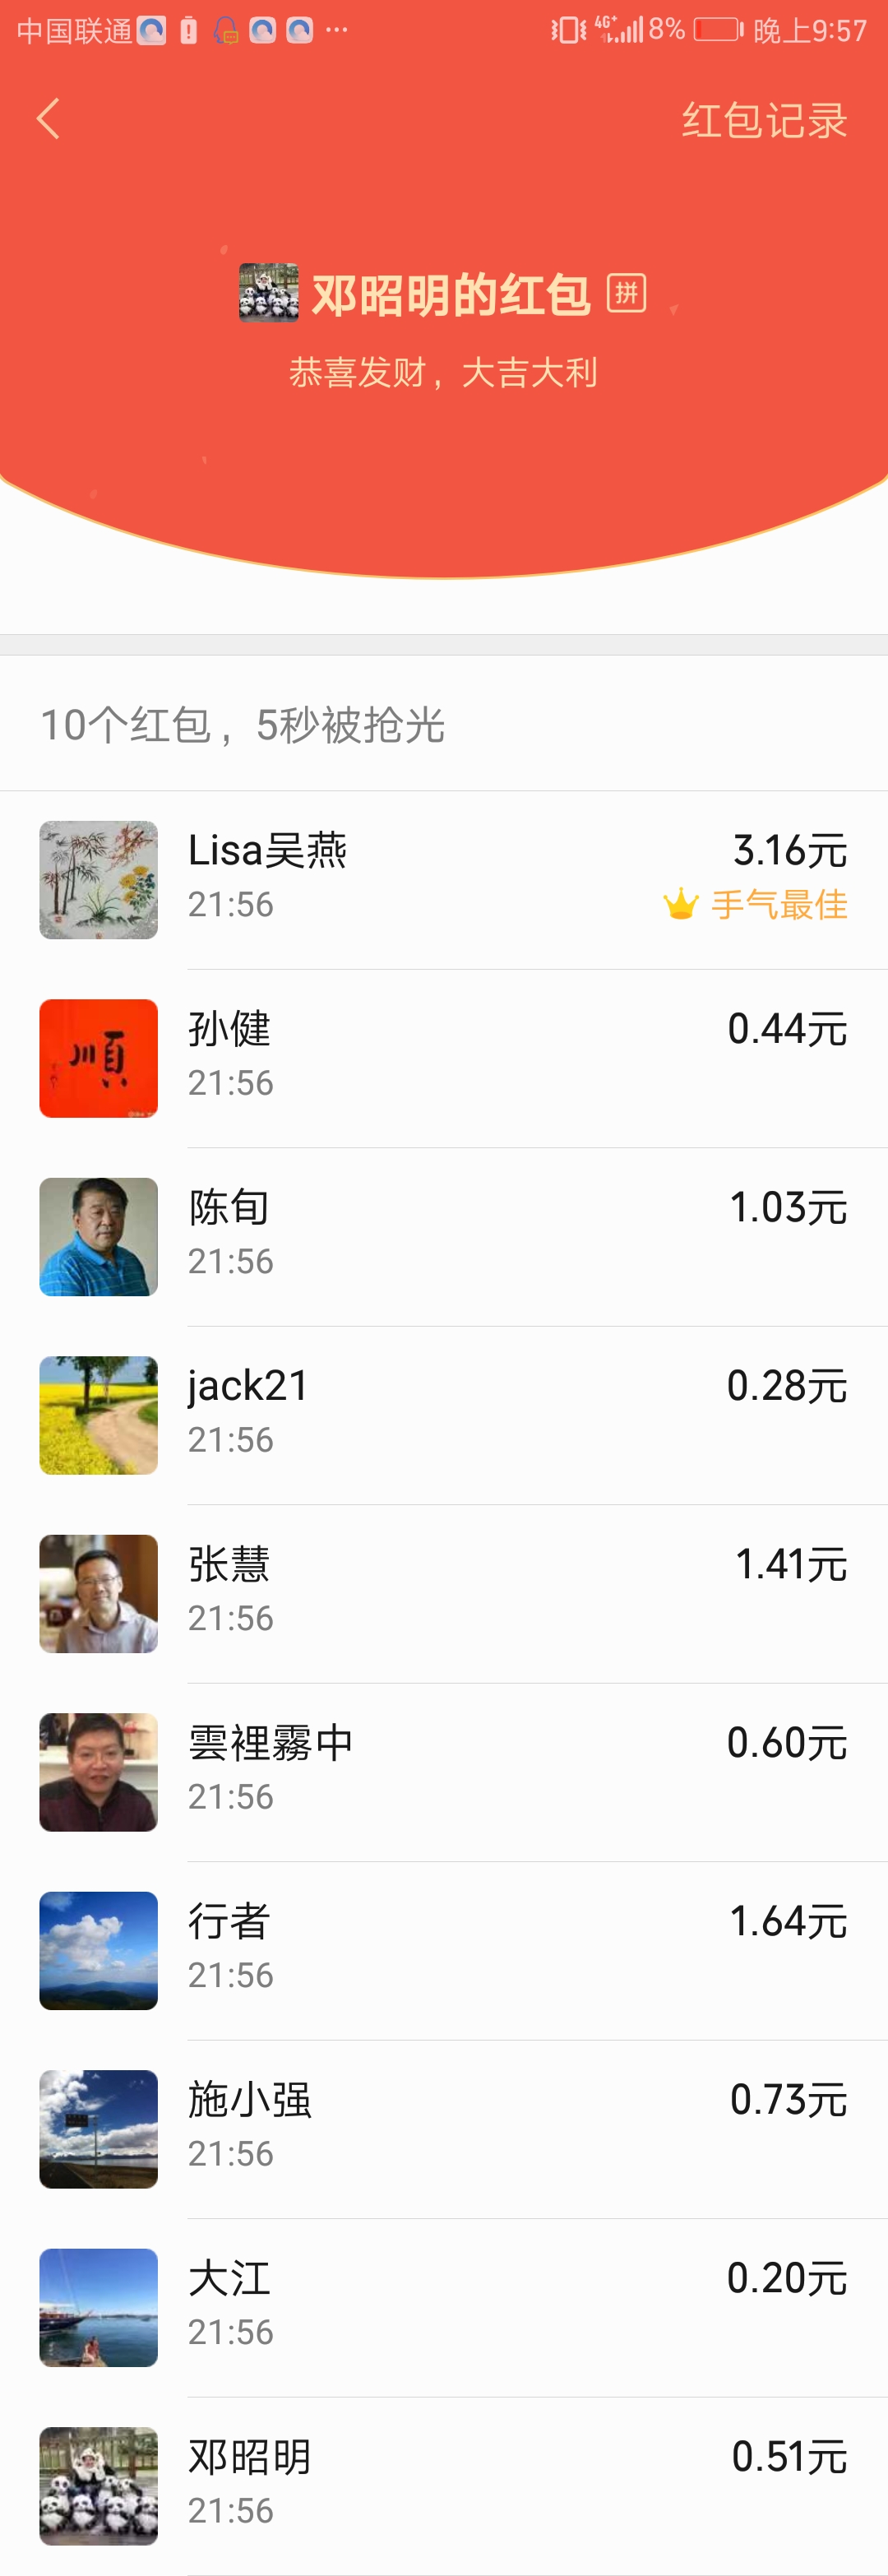 中国联通 4G+ 8% 晚上9:57
红包记录
邓昭明的红包 拼
恭喜发财，大吉大利
10个红包，5秒被抢光
Lisa吴燕 3.16元
21:56 手气最佳
順
孙健 0.44元
21:56
陈旬 1.03元
21:56
jack21 0.28元
21:56
张慧 1.41元
21:56
雲裡霧中 0.60元
21:56
行者 1.64元
21:56
施小强 0.73元
21:56
大江 0.20元
21:56
邓昭明 0.51元
21:56